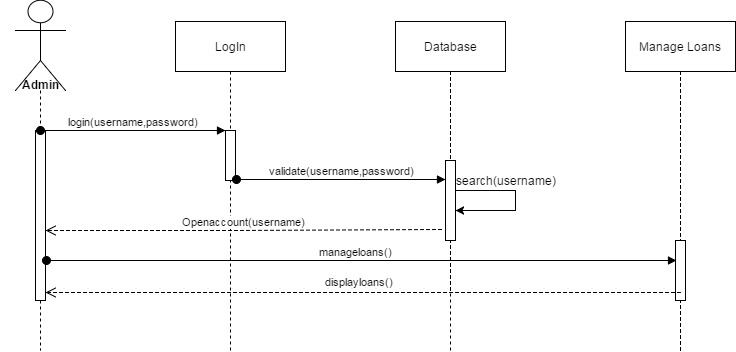 LogIn
Database
Manage Loans
Admin
login(username,password)
validate(username,password)
search(username)
Openaccount(username)
manageloans()
displayloans()